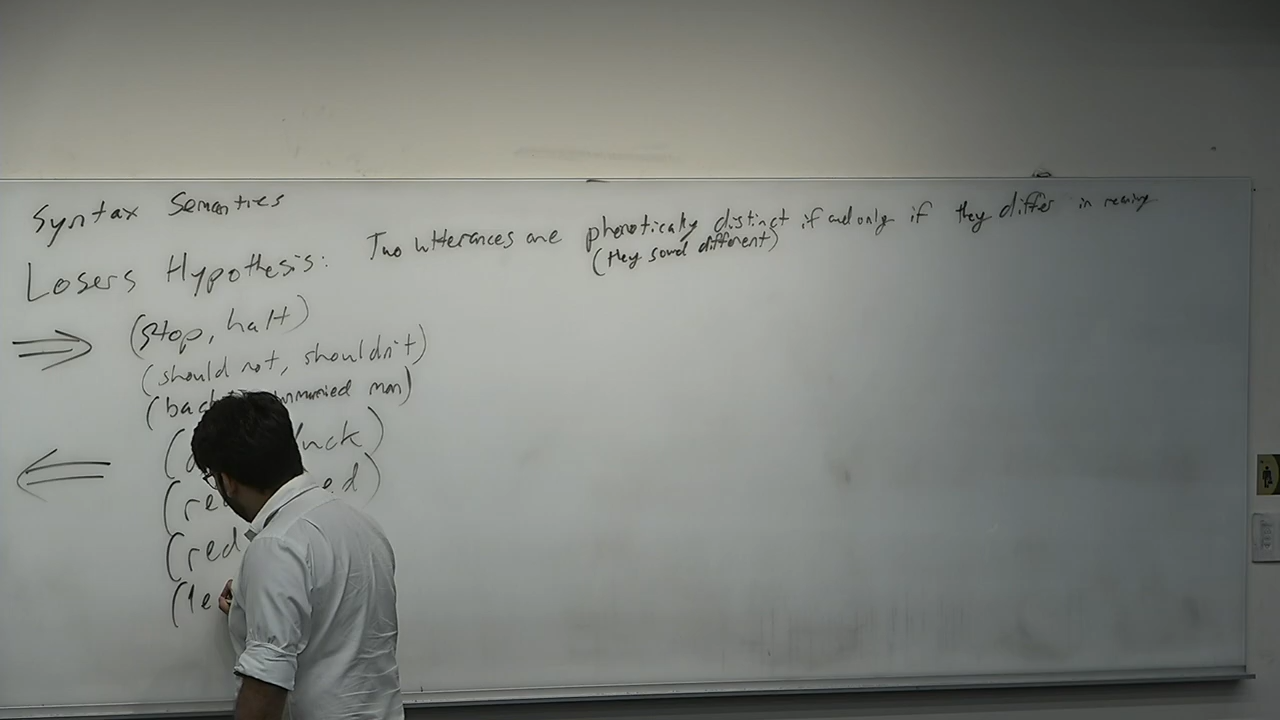 Syntax Semantics
Losers Hypothesis: Two utterances are phonetically distinct if and only if they differ in meaning
(they sound different)
⇒ (stop, halt)
(should not, shouldn't)
(bac unmarried man)
( uck)
⇐ (re ed)
(red
(le